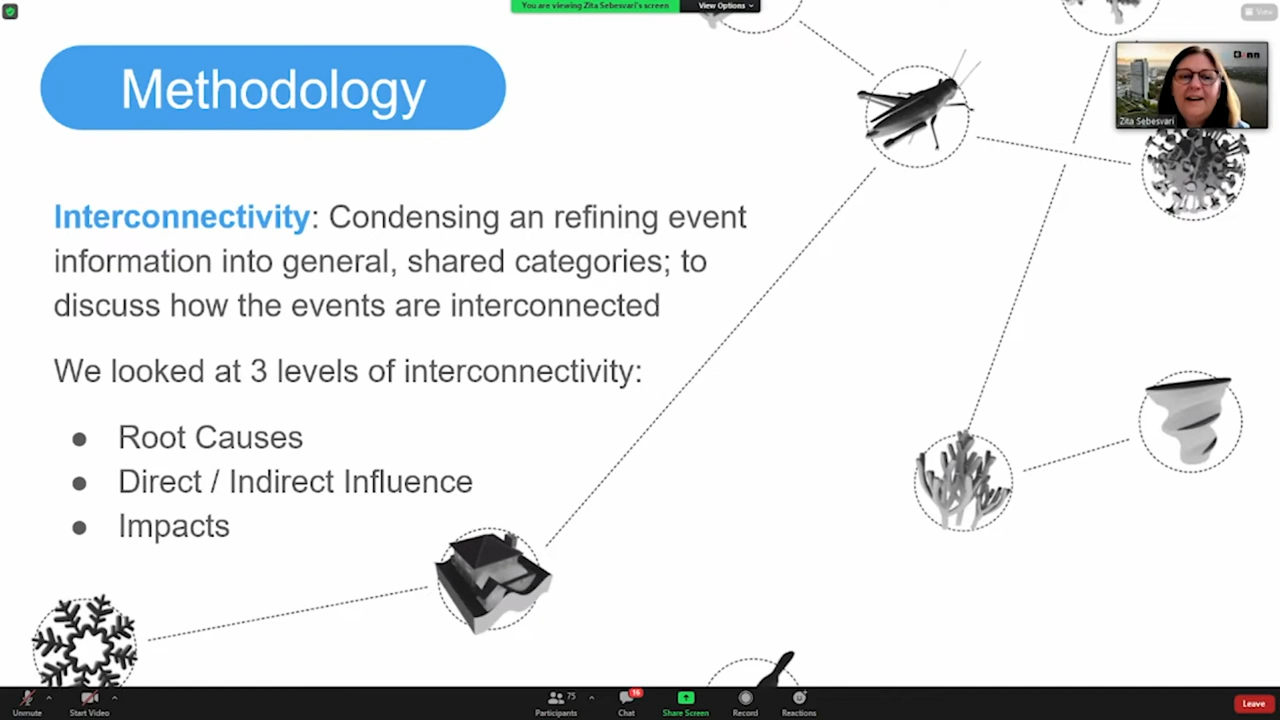 You are viewing Zita Sebesvari's screen
View Options
View
Methodology
Zita Sebesvari
Interconnectivity: Condensing an refining event
information into general, shared categories; to
discuss how the events are interconnected
We looked at 3 levels of interconnectivity:
● Root Causes
● Direct / Indirect Influence
● Impacts
Unmute
Start Video
75
Participants
16
Chat
Share Screen
Record
Reactions
Leave